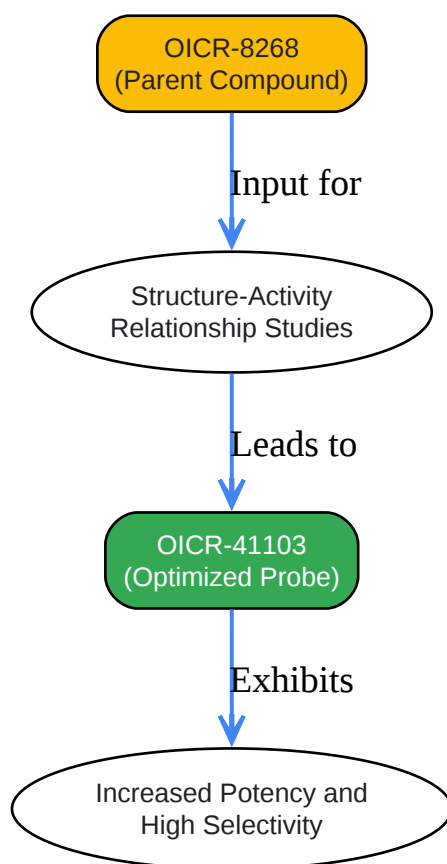 OICR-8268
(Parent Compound)
Input for
Structure-Activity
Relationship Studies
Leads to
OICR-41103
(Optimized Probe)
Exhibits
Increased Potency and
High Selectivity